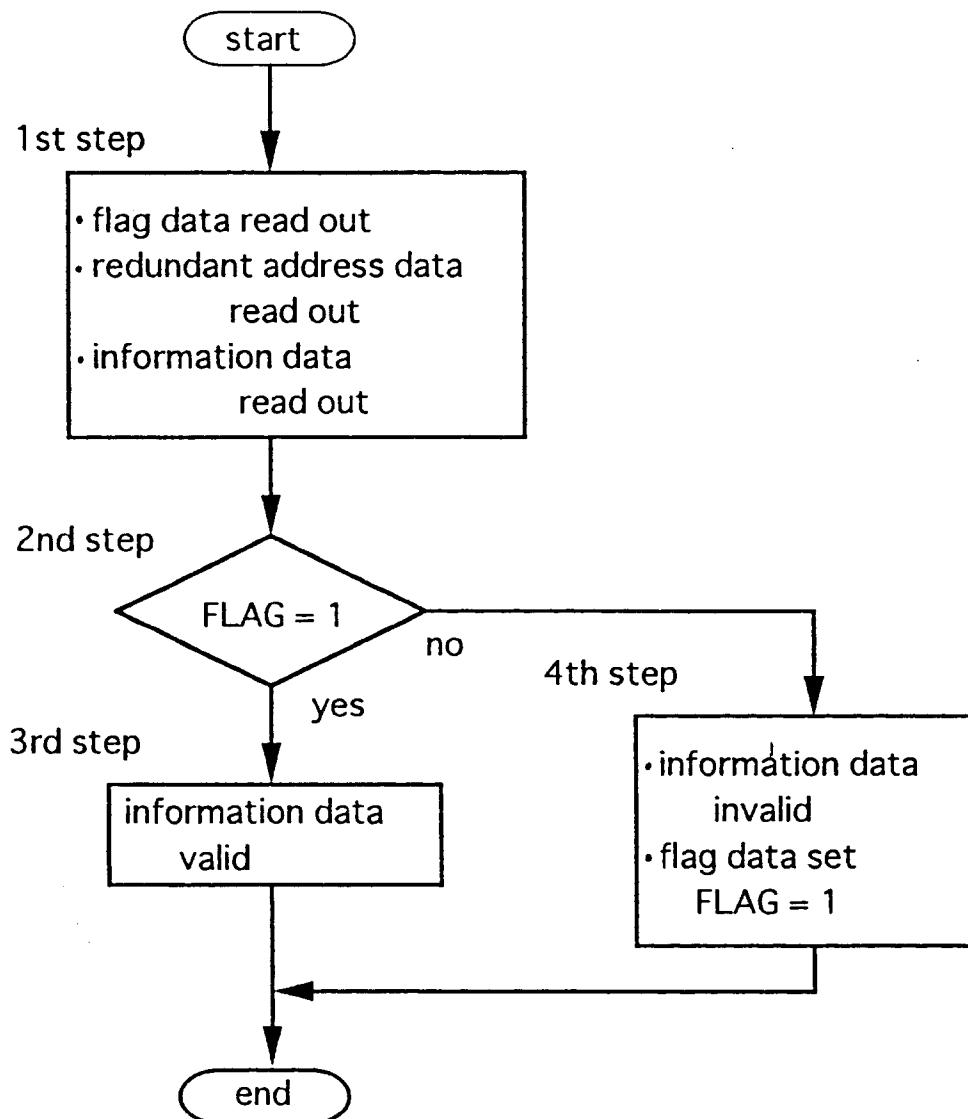 start
1st step
· flag data read out
· redundant address data
read out
· information data
read out
2nd step
FLAG = 1
no
yes
4th step
3rd step
· information data
invalid
· flag data set
FLAG = 1
information data
valid
end